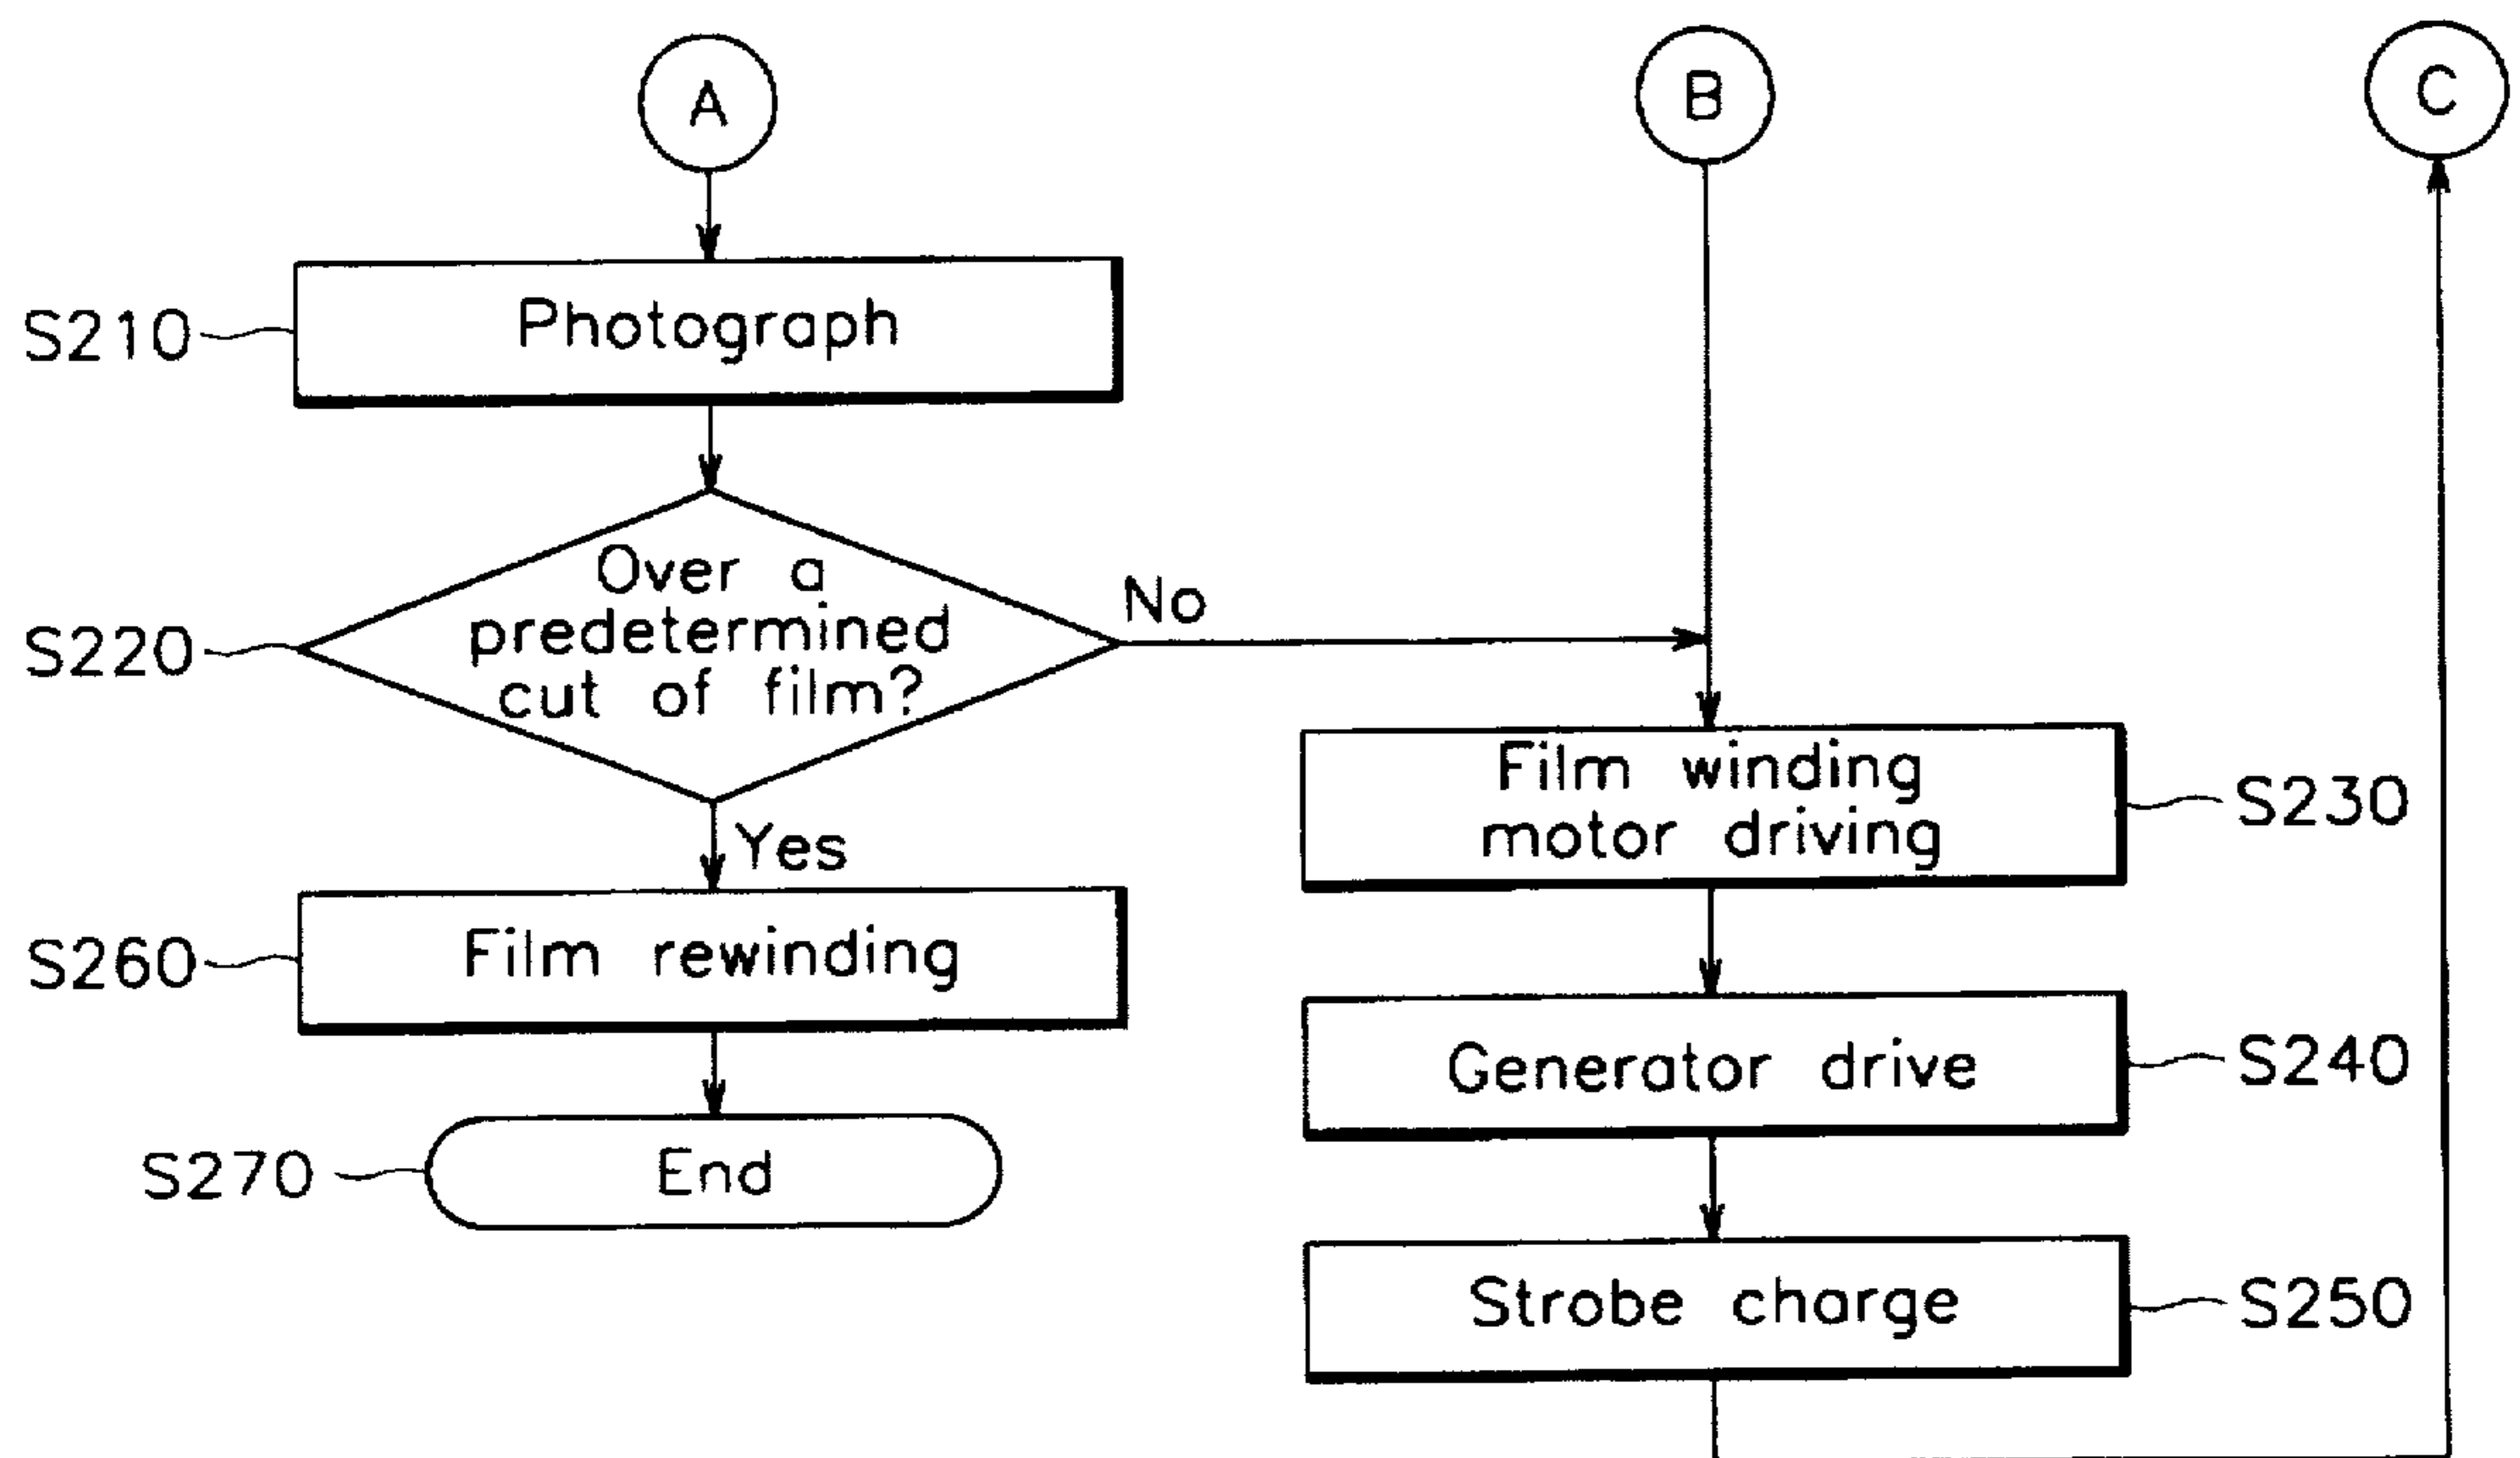 A
B
C
S210
Photograph
S220
Over a
predetermined
cut of film?
No
Yes
Film winding
motor driving
S230
S260
Film rewinding
Generator drive
S240
S270
End
Strobe charge
S250